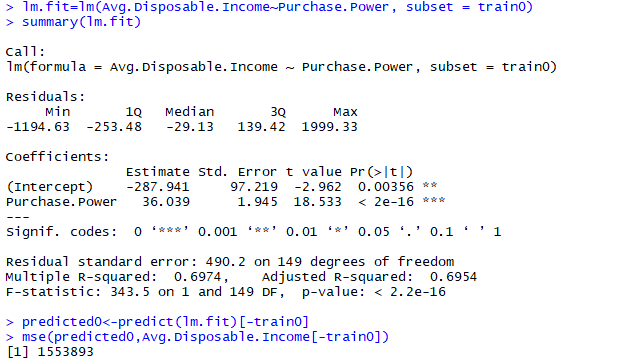 > lm.fit=lm(Avg.Disposable.Income~Purchase.Power, subset = train0)
> summary(lm.fit)

Call:
lm(formula = Avg.Disposable.Income ~ Purchase.Power, subset = train0)

Residuals:
     Min       1Q   Median       3Q      Max
-1194.63  -253.48   -29.13   139.42  1999.33

Coefficients:
               Estimate Std. Error t value Pr(>|t|)
(Intercept)    -287.941     97.219  -2.962  0.00356 **
Purchase.Power   36.039      1.945  18.533  < 2e-16 ***
---
Signif. codes:  0 ‘***’ 0.001 ‘**’ 0.01 ‘*’ 0.05 ‘.’ 0.1 ‘ ’ 1

Residual standard error: 490.2 on 149 degrees of freedom
Multiple R-squared:  0.6974,	Adjusted R-squared:  0.6954
F-statistic: 343.5 on 1 and 149 DF,  p-value: < 2.2e-16

> predicted0<-predict(lm.fit)[-train0]
> mse(predicted0,Avg.Disposable.Income[-train0])
[1] 1553893